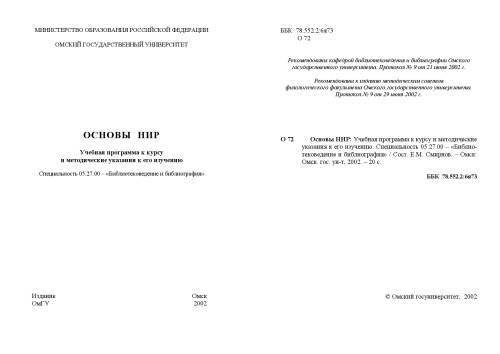 МИНИСТЕРСТВО ОБРАЗОВАНИЯ РОССИЙСКОЙ ФЕДЕРАЦИИ
ОМСКИЙ ГОСУДАРСТВЕННЫЙ УНИВЕРСИТЕТ
ОСНОВЫ НИР
Учебная программа к курсу
и методические указания к его изучению
Специальность 05.27.00 – «Библиотековедение и библиография»
Издание Омск
ОмГУ 2002
ББК 78.552.2:6я73
О 72
Рекомендованы кафедрой библиотековедения и библиографии Омского
государственного университета. Протокол № 9 от 21 июня 2002 г.
Рекомендованы к изданию методическим советом
филологического факультета Омского государственного университета.
Протокол № 9 от 29 июня 2002 г.
О 72 Основы НИР: Учебная программа к курсу и методические
указания к его изучению. Специальность 05.27.00 – «Библио-
тековедение и библиография» / Сост. Е.М. Смирнов. – Омск:
Омск. гос. ун-т, 2002. – 20 с.
ББК 78.552.2:6я73
© Омский госуниверситет, 2002